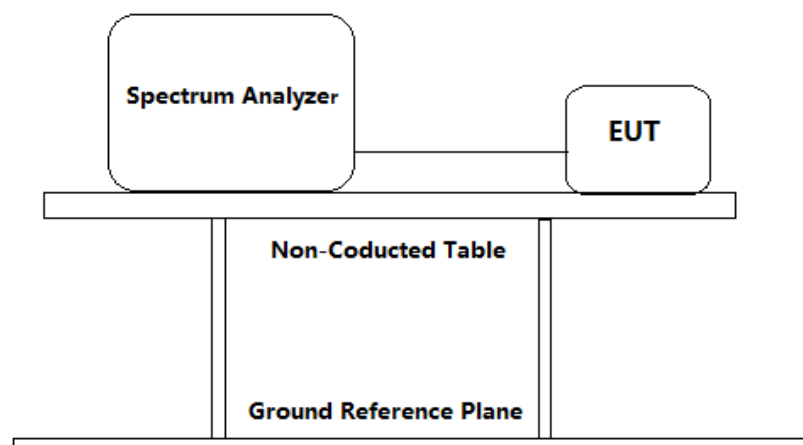 Spectrum Analyzer
EUT
Non-Coducted Table
Ground Reference Plane